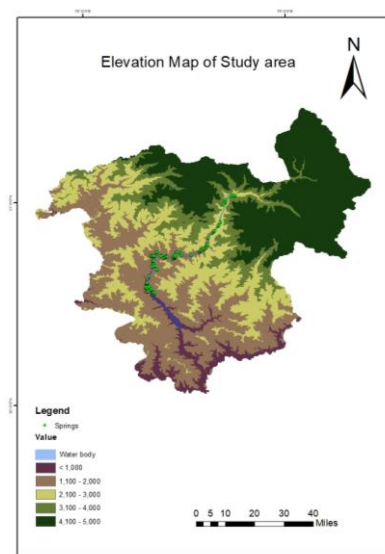 Elevation Map of Study area
N
Legend
Springs
Value
Water body
< 1,000
1,100 - 2,000
2,100 - 3,000
3,100 - 4,000
4,100 - 5,000
0 5 10 20 30 40
Miles